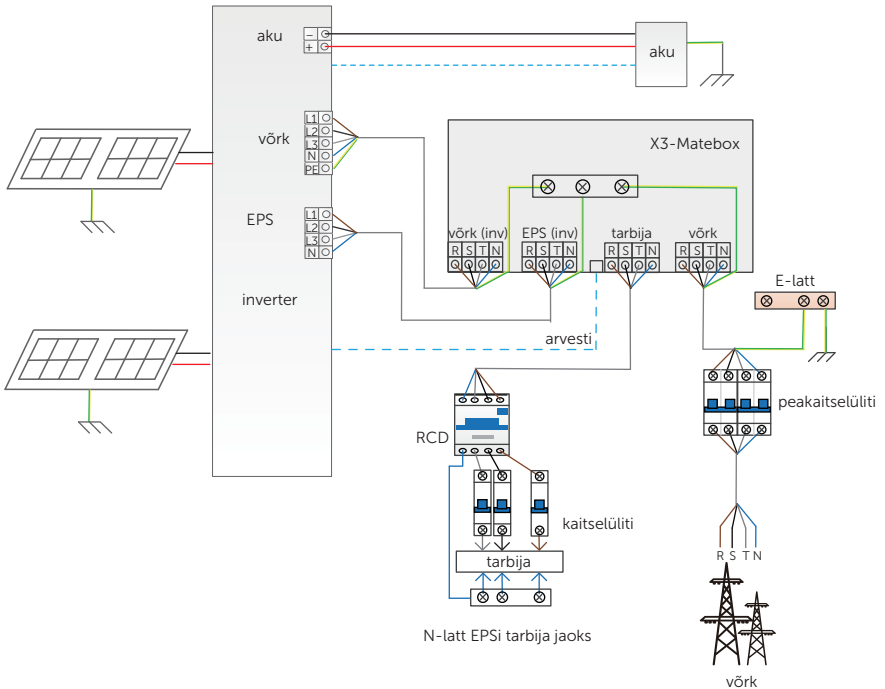 aku
−
+
aku
L1
L2
L3
N
PE
võrk
X3-Matebox
EPS
L1
L2
L3
N
võrk (inv)
EPS (inv)
tarbija
võrk
R S T N
R S T N
R S T N
R S T N
inverter
E-latt
arvesti
peakaitselüliti
RCD
kaitselüliti
tarbija
R S T N
N-latt EPSi tarbija jaoks
võrk